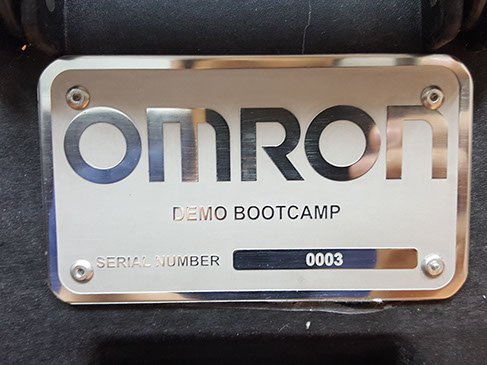 OMRON
DEMO BOOTCAMP
SERIAL NUMBER 0003